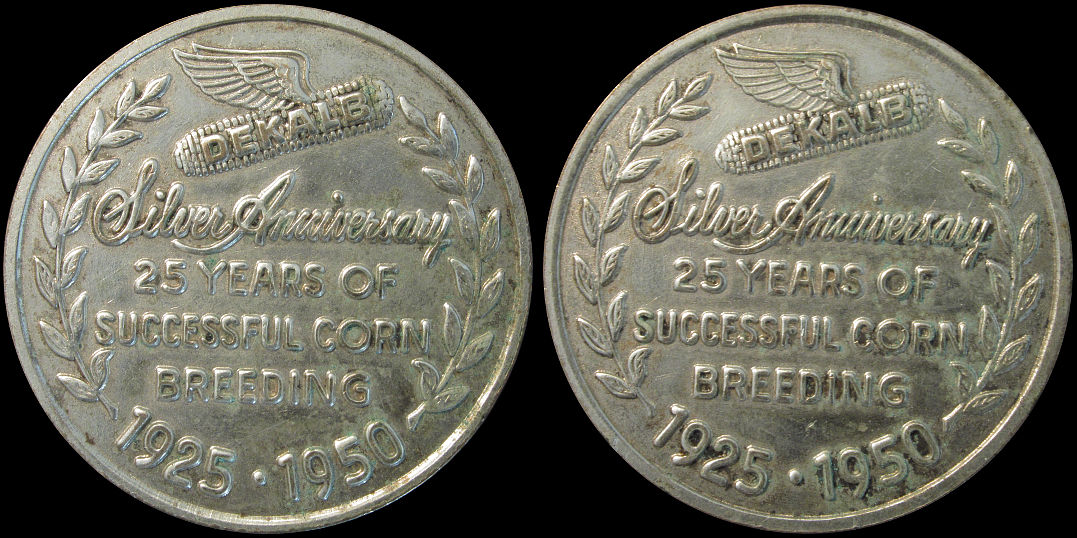 DEKALB
Silver Anniversary
25 YEARS OF
SUCCESSFUL CORN
BREEDING
1925 · 1950
DEKALB
Silver Anniversary
25 YEARS OF
SUCCESSFUL CORN
BREEDING
1925 · 1950